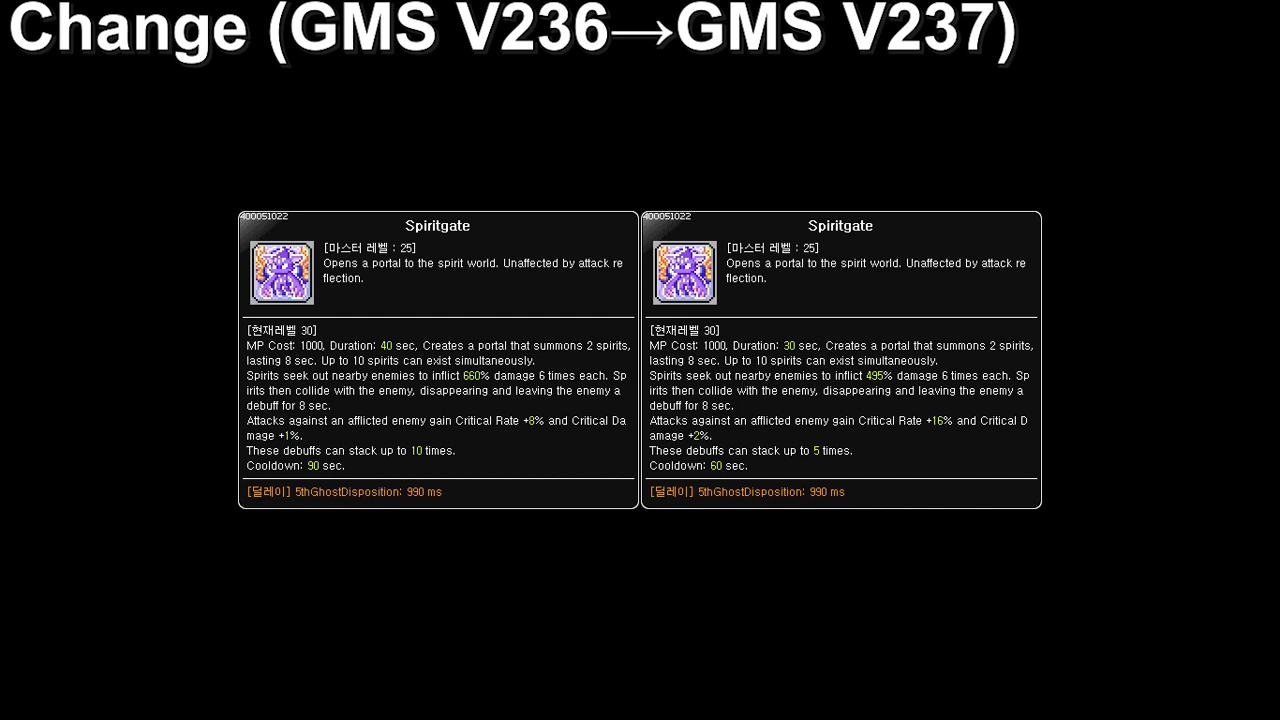 Change (GMS V236→GMS V237)
400051022
Spiritgate
[마스터 레벨 : 25]
Opens a portal to the spirit world. Unaffected by attack re
flection.
[현재레벨 30]
MP Cost: 1000, Duration: 40 sec, Creates a portal that summons 2 spirits,
lasting 8 sec. Up to 10 spirits can exist simultaneously.
Spirits seek out nearby enemies to inflict 660% damage 6 times each. Sp
irits then collide with the enemy, disappearing and leaving the enemy a
debuff for 8 sec.
Attacks against an afflicted enemy gain Critical Rate +8% and Critical Da
mage +1%.
These debuffs can stack up to 10 times.
Cooldown: 90 sec.
[딜레이] 5thGhostDisposition: 990 ms
400051022
Spiritgate
[마스터 레벨 : 25]
Opens a portal to the spirit world. Unaffected by attack re
flection.
[현재레벨 30]
MP Cost: 1000, Duration: 30 sec, Creates a portal that summons 2 spirits,
lasting 8 sec. Up to 10 spirits can exist simultaneously.
Spirits seek out nearby enemies to inflict 495% damage 6 times each. Sp
irits then collide with the enemy, disappearing and leaving the enemy a
debuff for 8 sec.
Attacks against an afflicted enemy gain Critical Rate +16% and Critical D
amage +2%.
These debuffs can stack up to 5 times.
Cooldown: 60 sec.
[딜레이] 5thGhostDisposition: 990 ms